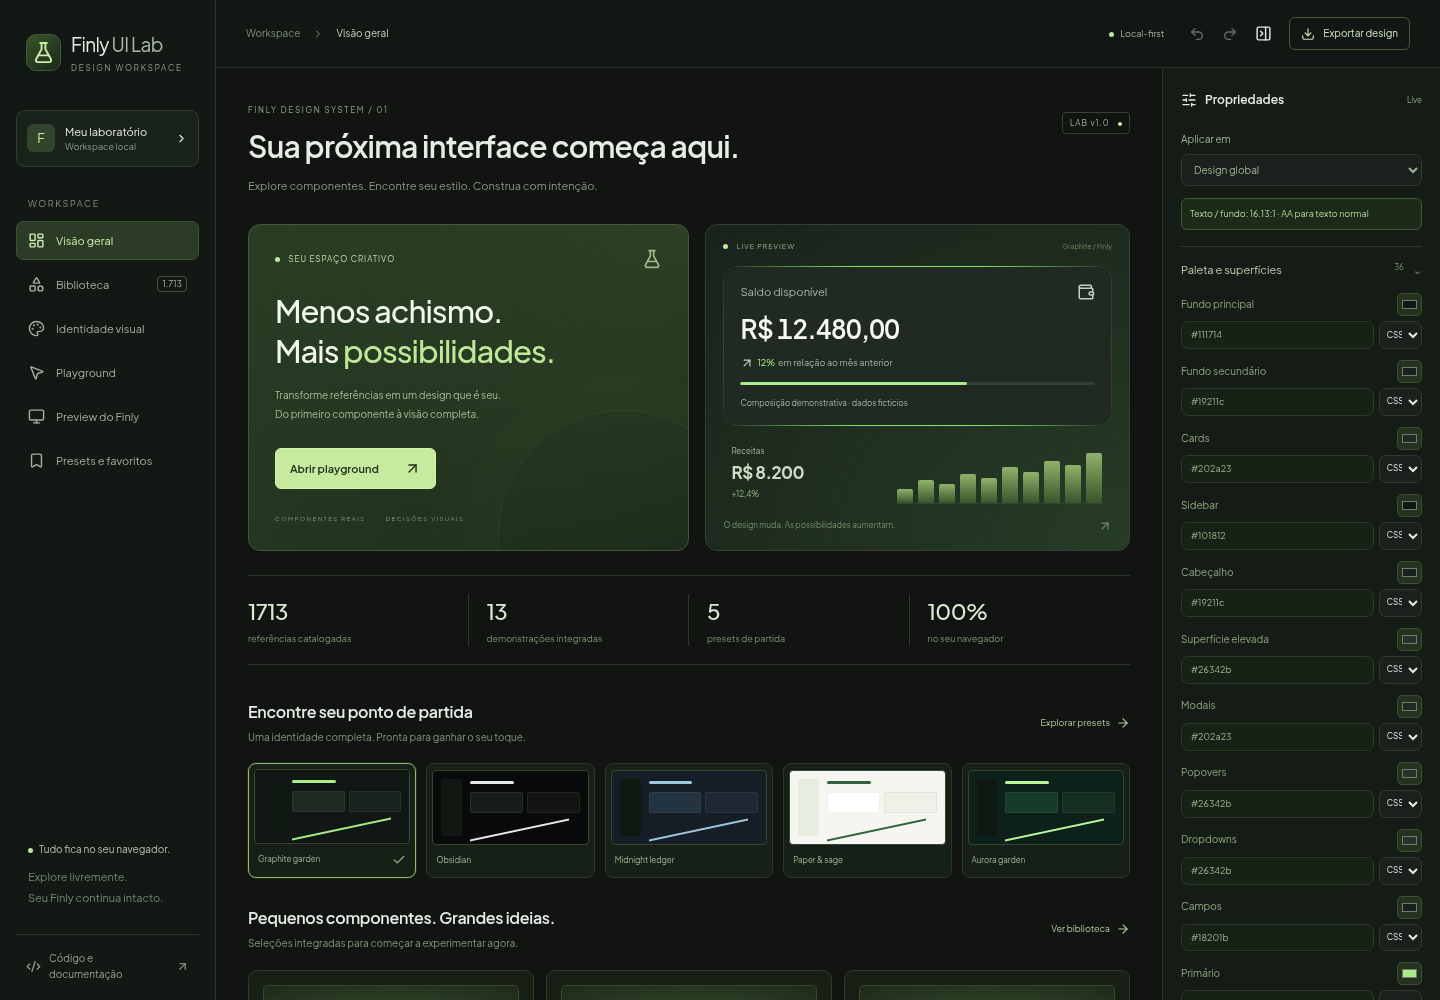 Finly UI Lab
DESIGN WORKSPACE
F
Meu laboratório
Workspace local
WORKSPACE
Visão geral
Biblioteca
1.713
Identidade visual
Playground
Preview do Finly
Presets e favoritos
Tudo fica no seu navegador.
Explore livremente.
Seu Finly continua intacto.
Código e
documentação
Workspace
Visão geral
Local-first
Exportar design
FINLY DESIGN SYSTEM / 01
Sua próxima interface começa aqui.
Explore componentes. Encontre seu estilo. Construa com intenção.
LAB v1.0
SEU ESPAÇO CRIATIVO
Menos achismo.
Mais possibilidades.
Transforme referências em um design que é seu.
Do primeiro componente à visão completa.
Abrir playground
COMPONENTES REAIS
DECISÕES VISUAIS
LIVE PREVIEW
Graphite / Finly
Saldo disponível
R$ 12.480,00
12% em relação ao mês anterior
Composição demonstrativa · dados fictícios
Receitas
R$ 8.200
+12,4%
O design muda. As possibilidades aumentam.
1713
referências catalogadas
13
demonstrações integradas
5
presets de partida
100%
no seu navegador
Encontre seu ponto de partida
Uma identidade completa. Pronta para ganhar o seu toque.
Explorar presets
Graphite garden
Obsidian
Midnight ledger
Paper & sage
Aurora garden
Pequenos componentes. Grandes ideias.
Seleções integradas para começar a experimentar agora.
Ver biblioteca
Propriedades
Live
Aplicar em
Design global
Texto / fundo: 16.13:1 · AA para texto normal
Paleta e superfícies
36
Fundo principal
#111714
CSS
Fundo secundário
#19211c
CSS
Cards
#202a23
CSS
Sidebar
#101812
CSS
Cabeçalho
#19211c
CSS
Superfície elevada
#26342b
CSS
Modais
#202a23
CSS
Popovers
#26342b
CSS
Dropdowns
#26342b
CSS
Campos
#18201b
CSS
Primário